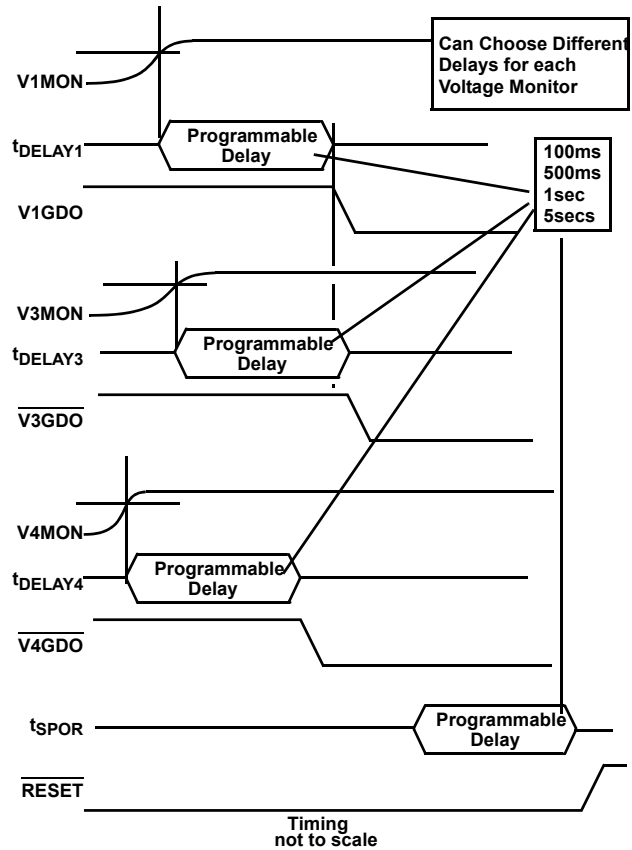 Can Choose Different
Delays for each
Voltage Monitor
V1MON
tDELAY1
Programmable
Delay
100ms
500ms
1sec
5secs
V1GDO
V3MON
tDELAY3
Programmable
Delay
V3GDO
V4MON
tDELAY4
Programmable
Delay
V4GDO
tSPOR
Programmable
Delay
RESET
Timing
not to scale